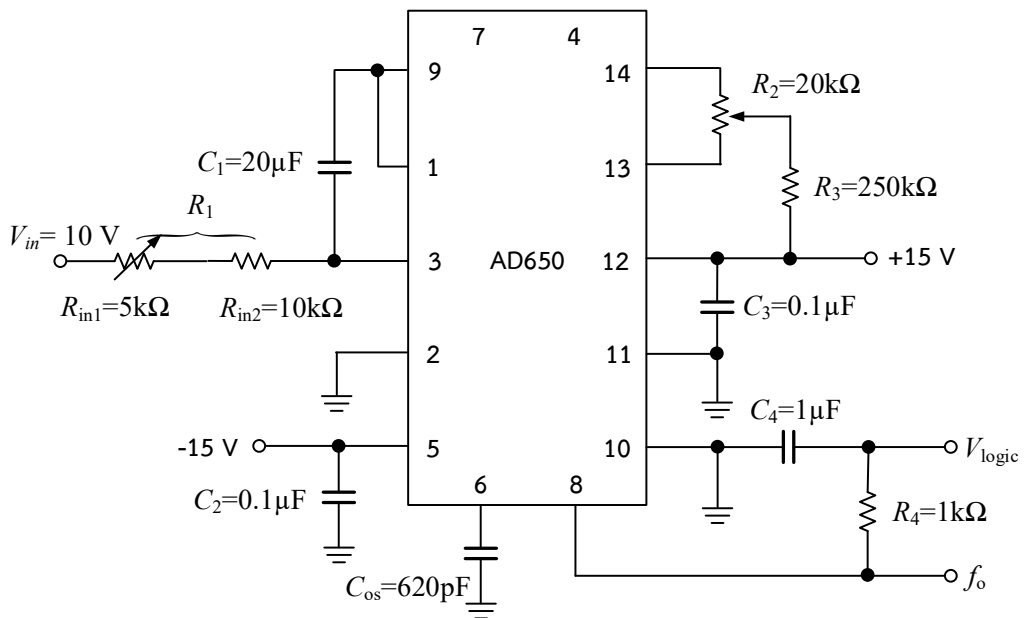 7 4
9 14
R2=20kΩ
C1=20µF
1 13
R3=250kΩ
R1
Vin= 10 V
3 AD650 12 +15 V
Rin1=5kΩ Rin2=10kΩ
C3=0.1µF
2 11
C4=1µF
-15 V 5 10 Vlogic
C2=0.1µF
6 8
R4=1kΩ
Cos=620pF
fo